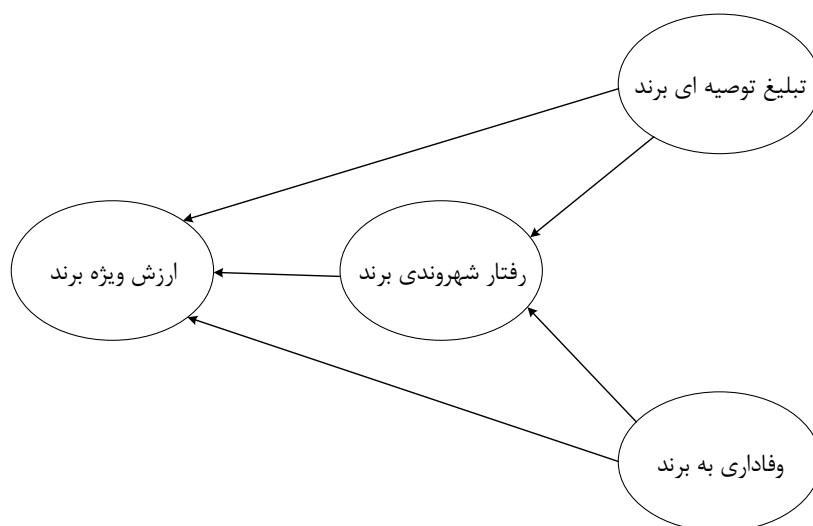 تبلیغ توصیه ای برند
رفتار شهروندی برند
ارزش ویژه برند
وفاداری به برند